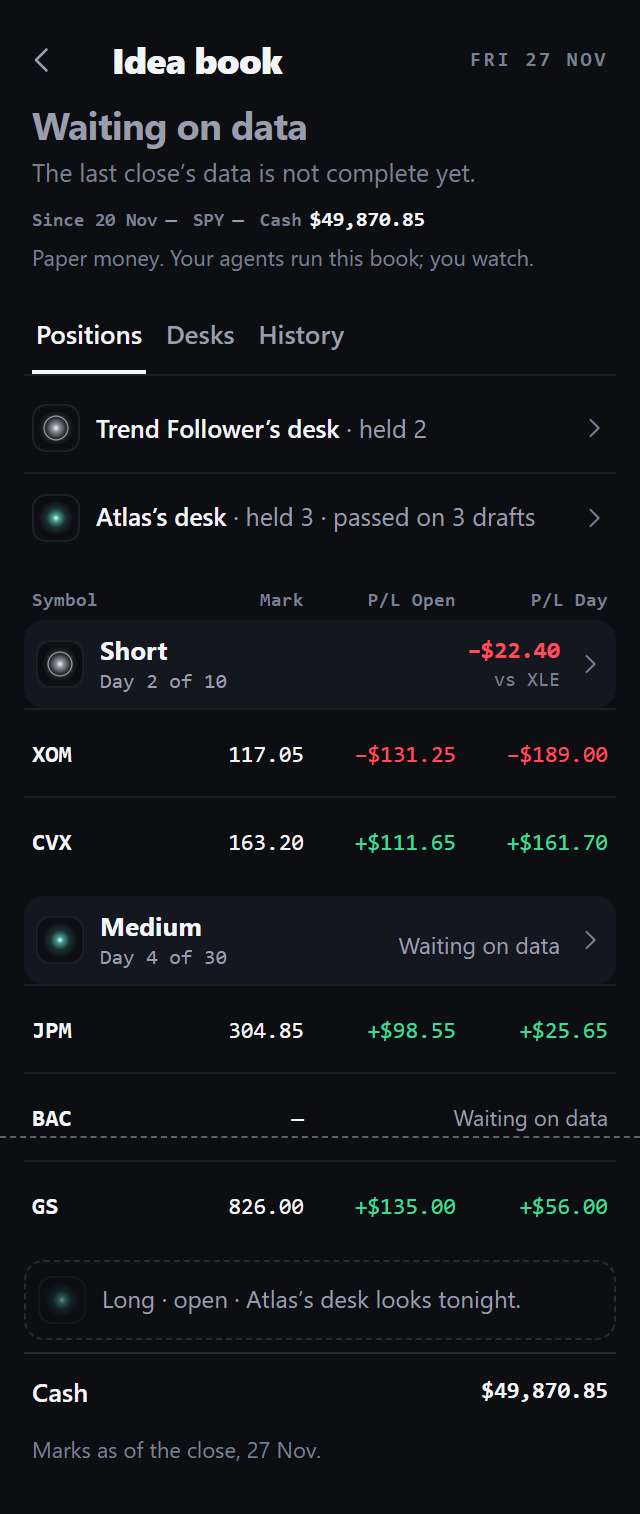 Idea book
FRI 27 NOV
Waiting on data
The last close’s data is not complete yet.
Since 20 Nov — SPY — Cash $49,870.85
Paper money. Your agents run this book; you watch.
Positions Desks History
Trend Follower’s desk · held 2
Atlas’s desk · held 3 · passed on 3 drafts
Symbol Mark P/L Open P/L Day
Short −$22.40
Day 2 of 10 vs XLE
XOM 117.05 −$131.25 −$189.00
CVX 163.20 +$111.65 +$161.70
Medium
Day 4 of 30 Waiting on data
JPM 304.85 +$98.55 +$25.65
BAC — Waiting on data
GS 826.00 +$135.00 +$56.00
Long · open · Atlas’s desk looks tonight.
Cash $49,870.85
Marks as of the close, 27 Nov.